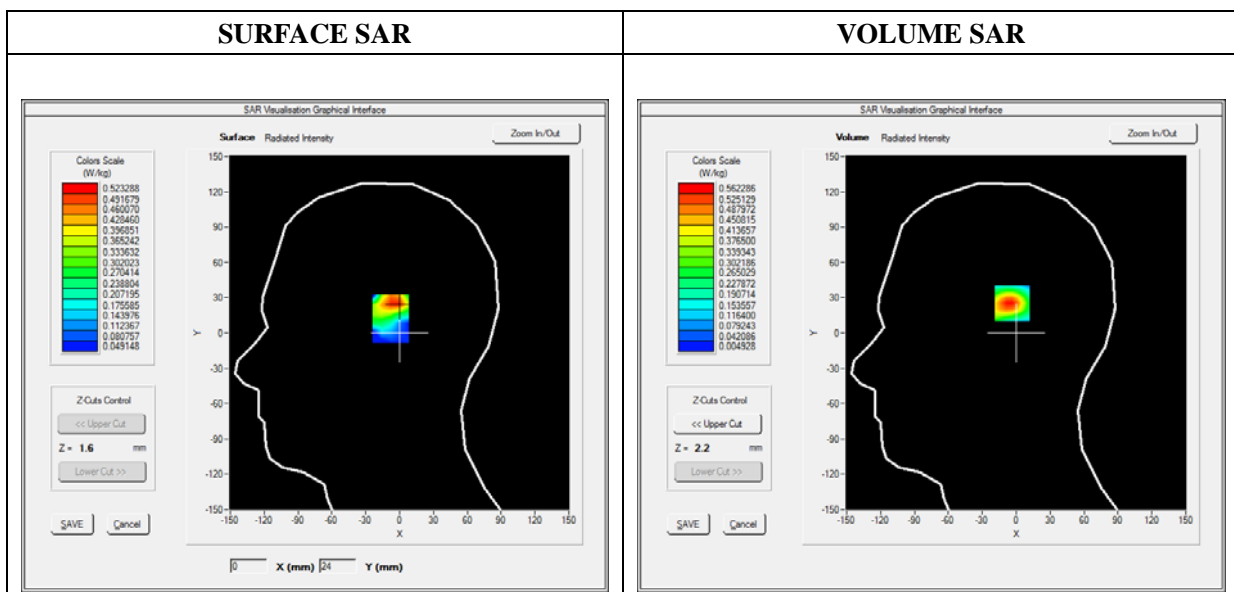 SURFACE SAR
VOLUME SAR
SAR Visualisation Graphical Interface
Surface Radiated Intensity
Zoom In/Out
Colors Scale
(W/kg)
0.523288
0.491679
0.460070
0.428460
0.396851
0.365242
0.333632
0.302023
0.270414
0.238804
0.207195
0.175585
0.143976
0.112367
0.080757
0.049148
150
120
90
60
30
0
-30
-60
-90
-120
-150
Y
-150 -120 -90 -60 -30 0 30 60 90 120 150
X
Z-Cuts Control
<< Upper Cut
Z = 1.6 mm
Lower Cut >>
SAVE Cancel
0 X (mm) 24 Y (mm)
SAR Visualisation Graphical Interface
Volume Radiated Intensity
Zoom In/Out
Colors Scale
(W/kg)
0.562286
0.525129
0.487972
0.450815
0.413657
0.376500
0.339343
0.302186
0.265029
0.227872
0.190714
0.153557
0.116400
0.079243
0.042086
0.004928
150
120
90
60
30
0
-30
-60
-90
-120
-150
Y
-150 -120 -90 -60 -30 0 30 60 90 120 150
X
Z-Cuts Control
<< Upper Cut
Z = 2.2 mm
Lower Cut >>
SAVE Cancel